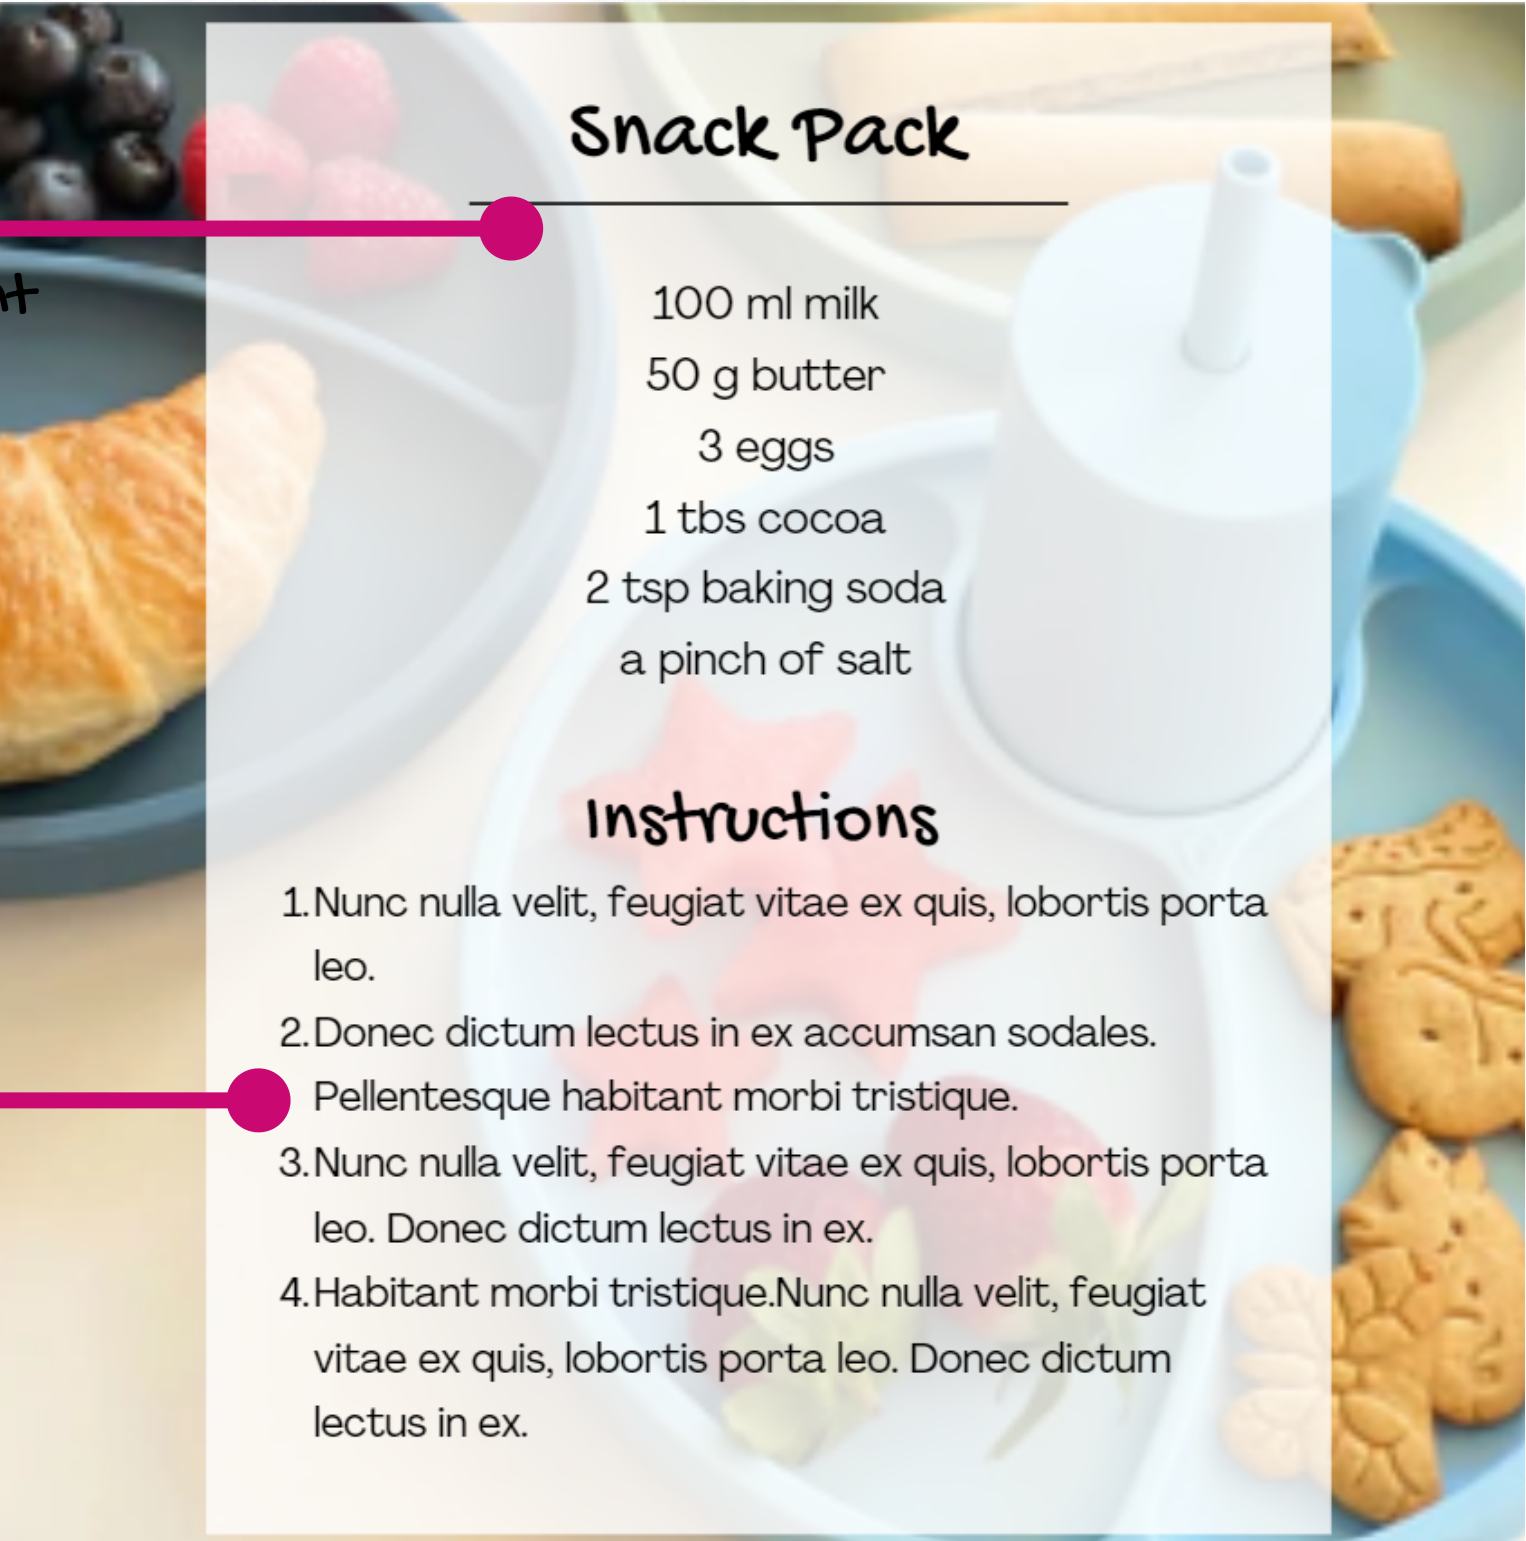 Snack Pack
100 ml milk
50 g butter
3 eggs
1 tbs cocoa
2 tsp baking soda
a pinch of salt
Instructions
1.Nunc nulla velit, feugiat vitae ex quis, lobortis porta
leo.
2.Donec dictum lectus in ex accumsan sodales.
Pellentesque habitant morbi tristique.
3.Nunc nulla velit, feugiat vitae ex quis, lobortis porta
leo. Donec dictum lectus in ex.
4.Habitant morbi tristique.Nunc nulla velit, feugiat
vitae ex quis, lobortis porta leo. Donec dictum
lectus in ex.